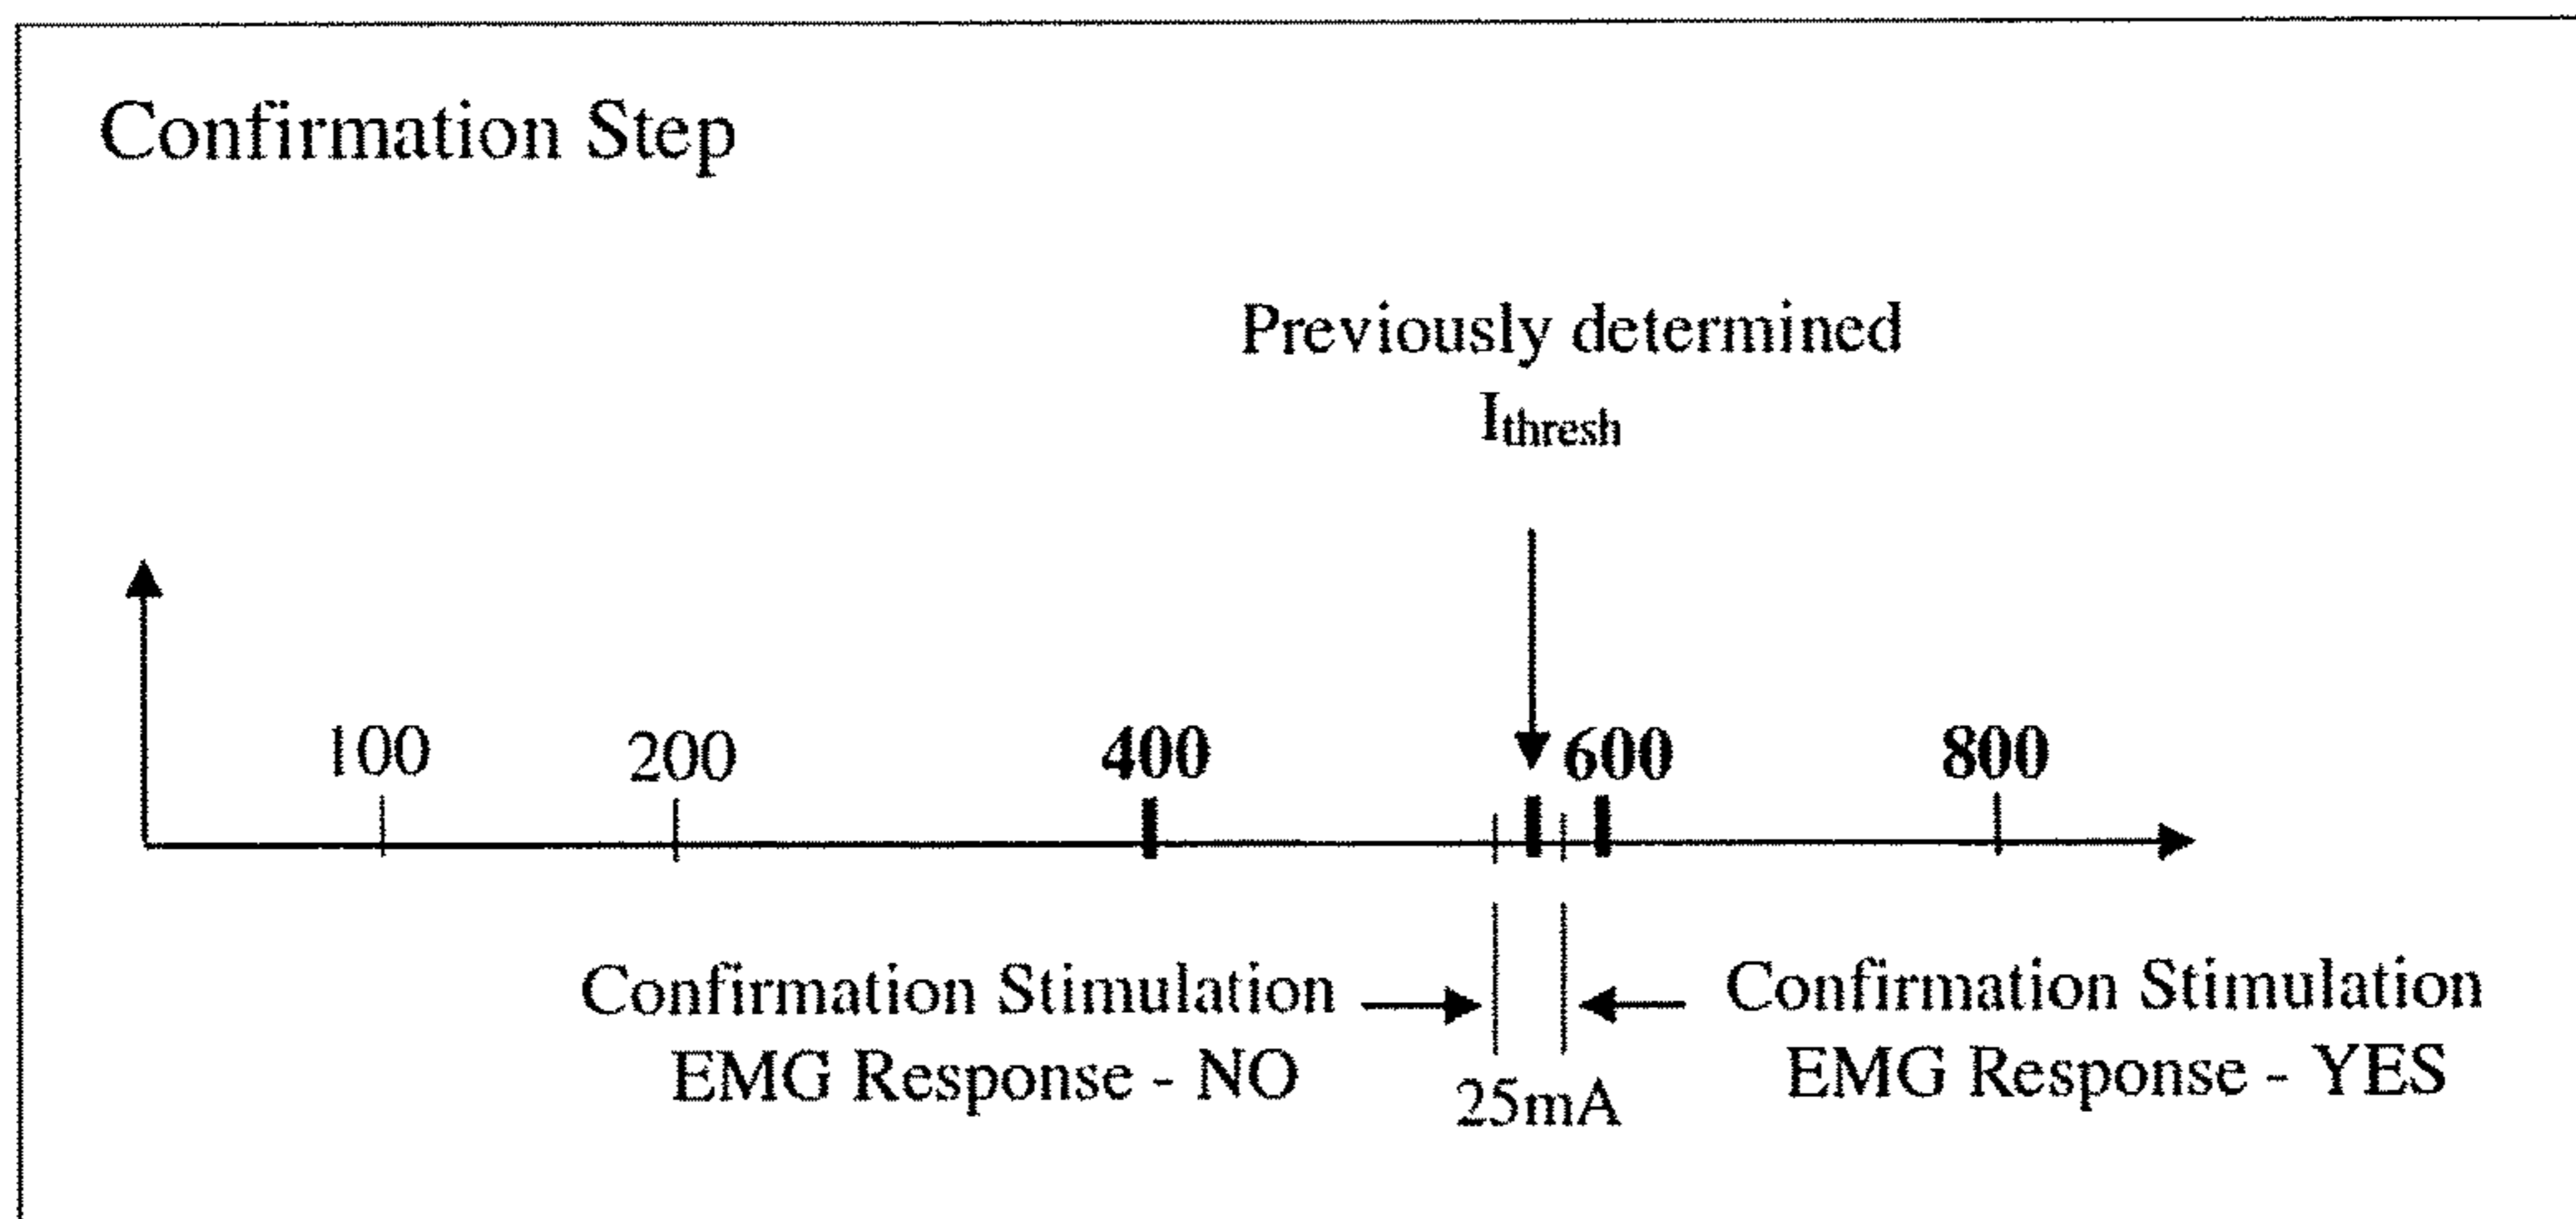 Confirmation Step
Previously determined
Ithresh
100
200
400
600
800
Confirmation Stimulation
EMG Response - NO
25mA
Confirmation Stimulation
EMG Response - YES